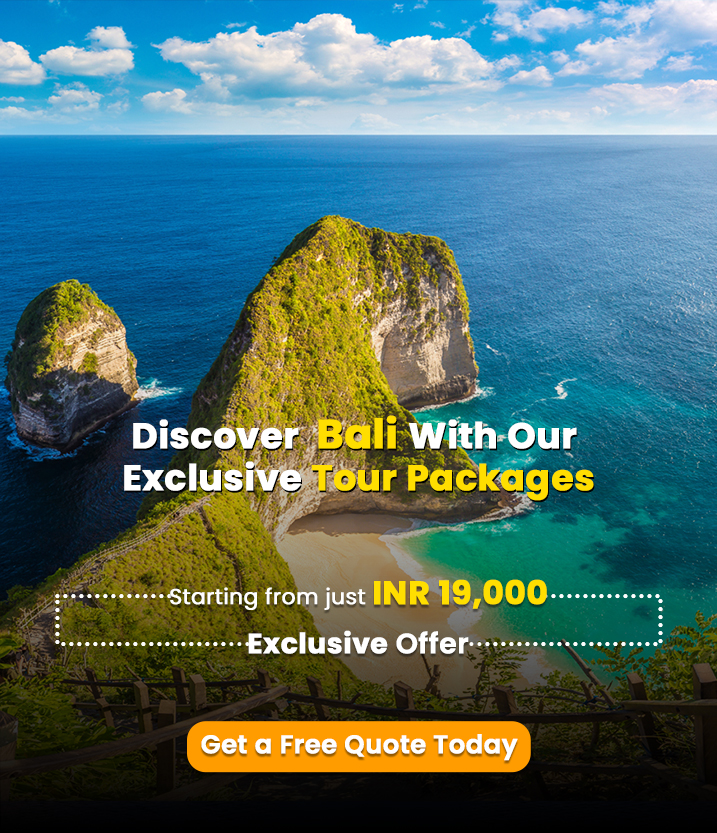 Discover Bali With Our
Exclusive Tour Packages
Starting from just INR 19,000
Exclusive Offer
Get a Free Quote Today